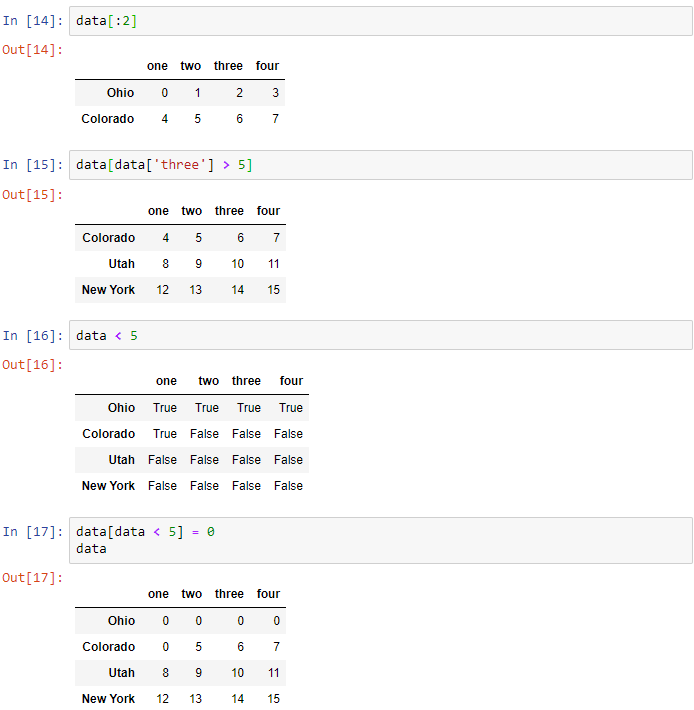 In [14]: data[:2]
Out[14]:
one two three four
Ohio 0 1 2 3
Colorado 4 5 6 7
In [15]: data[data['three'] > 5]
Out[15]:
one two three four
Colorado 4 5 6 7
Utah 8 9 10 11
New York 12 13 14 15
In [16]: data < 5
Out[16]:
one two three four
Ohio True True True True
Colorado True False False False
Utah False False False False
New York False False False False
In [17]: data[data < 5] = 0
data
Out[17]:
one two three four
Ohio 0 0 0 0
Colorado 0 5 6 7
Utah 8 9 10 11
New York 12 13 14 15